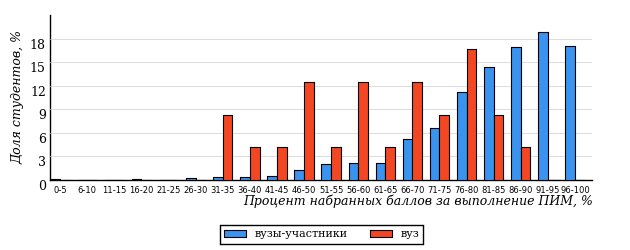 Доля студентов, %
18
15
12
9
6
3
0
0-5 6-10 11-15 16-20 21-25 26-30 31-35 36-40 41-45 46-50 51-55 56-60 61-65 66-70 71-75 76-80 81-85 86-90 91-95 96-100
Процент набранных баллов за выполнение ПИМ, %
вузы-участники вуз